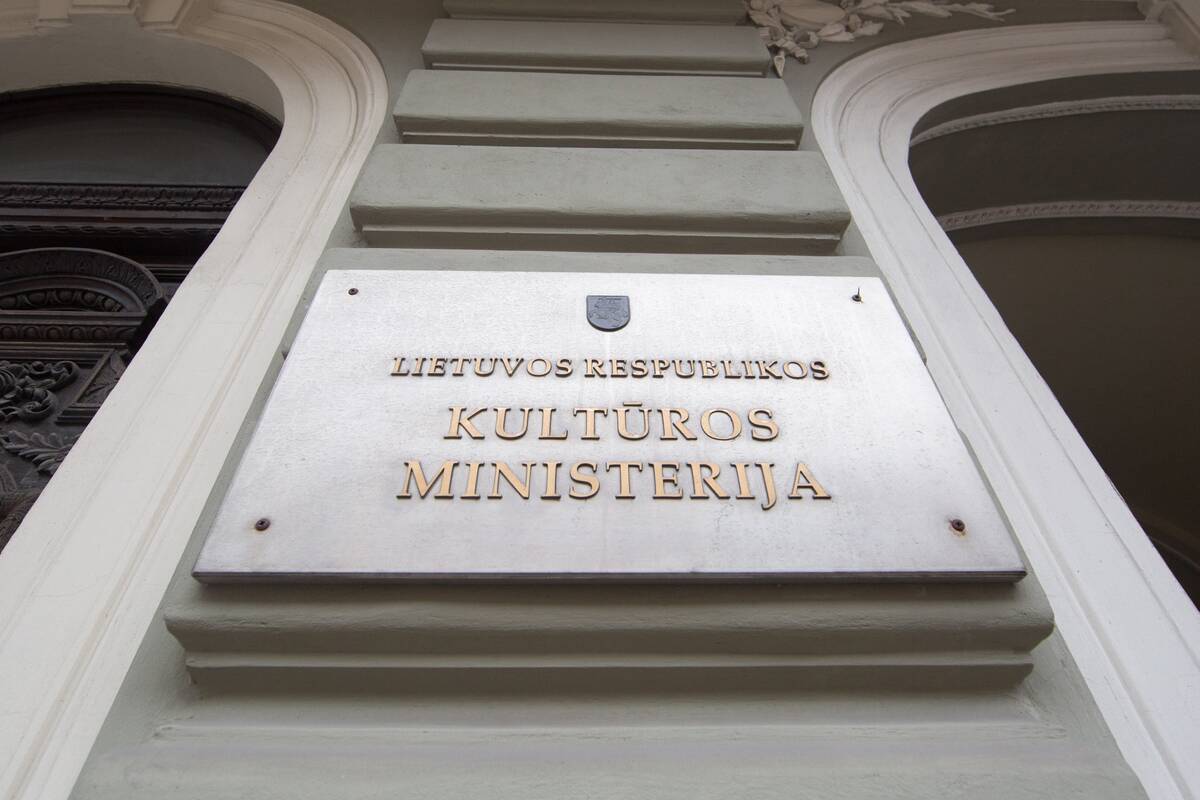 LIETUVOS RESPUBLIKOS
KULTŪROS
MINISTERIJA